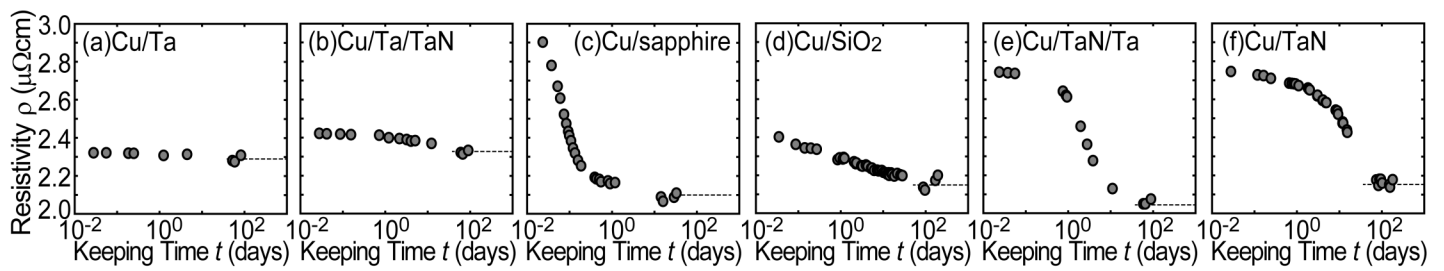 Resistivity ρ (μΩcm)
3.0
2.8
2.6
2.4
2.2
2.0
(a)Cu/Ta
(b)Cu/Ta/TaN
(c)Cu/sapphire
(d)Cu/SiO2
(e)Cu/TaN/Ta
(f)Cu/TaN
10-2 100 102
10-2 100 102
10-2 100 102
10-2 100 102
10-2 100 102
10-2 100 102
Keeping Time t (days)
Keeping Time t (days)
Keeping Time t (days)
Keeping Time t (days)
Keeping Time t (days)
Keeping Time t (days)